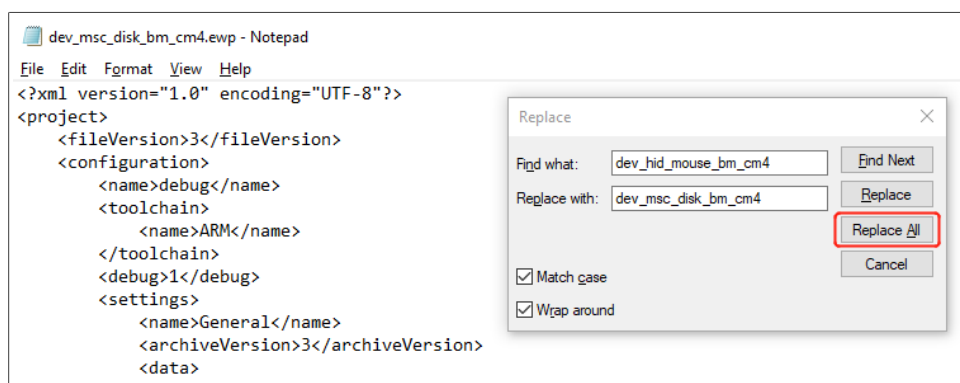 dev_msc_disk_bm_cm4.ewp - Notepad
File Edit Format View Help
<?xml version="1.0" encoding="UTF-8"?>
<project>
    <fileVersion>3</fileVersion>
    <configuration>
        <name>debug</name>
        <toolchain>
            <name>ARM</name>
        </toolchain>
        <debug>1</debug>
        <settings>
            <name>General</name>
            <archiveVersion>3</archiveVersion>
            <data>
Replace
Find what: dev_hid_mouse_bm_cm4 Find Next
Replace with: dev_msc_disk_bm_cm4 Replace
Replace All
Cancel
Match case
Wrap around